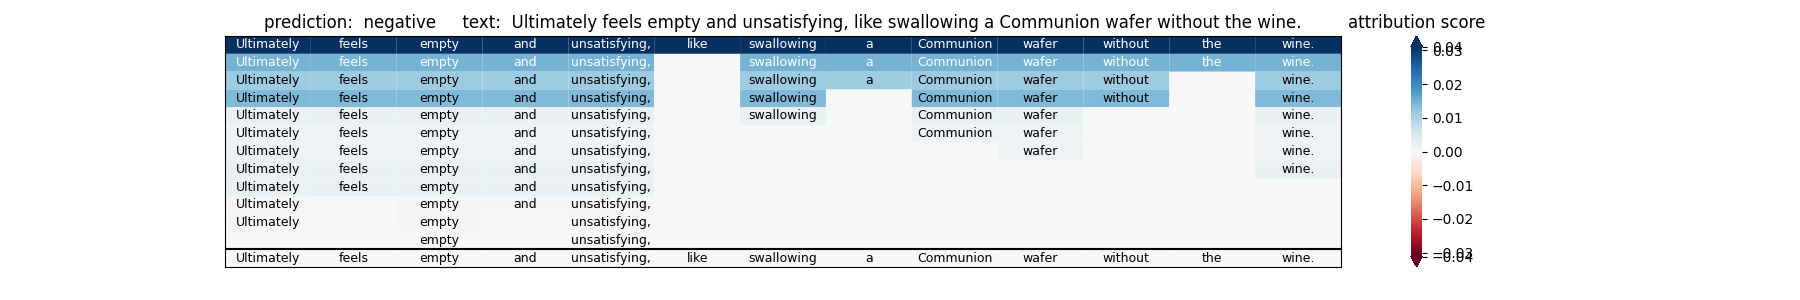 prediction:  negative     text:  Ultimately feels empty and unsatisfying, like swallowing a Communion wafer without the wine.     attribution score
Ultimately feels empty and unsatisfying, like swallowing a Communion wafer without the wine.
Ultimately feels empty and unsatisfying, swallowing a Communion wafer without the wine.
Ultimately feels empty and unsatisfying, swallowing a Communion wafer without wine.
Ultimately feels empty and unsatisfying, swallowing Communion wafer without wine.
Ultimately feels empty and unsatisfying, swallowing Communion wafer wine.
Ultimately feels empty and unsatisfying, Communion wafer wine.
Ultimately feels empty and unsatisfying, wafer wine.
Ultimately feels empty and unsatisfying, wine.
Ultimately feels empty and unsatisfying,
Ultimately empty and unsatisfying,
Ultimately empty unsatisfying,
empty unsatisfying,
Ultimately feels empty and unsatisfying, like swallowing a Communion wafer without the wine.
0.04
0.03
0.02
0.01
0.00
−0.01
−0.02
−0.03
−0.04